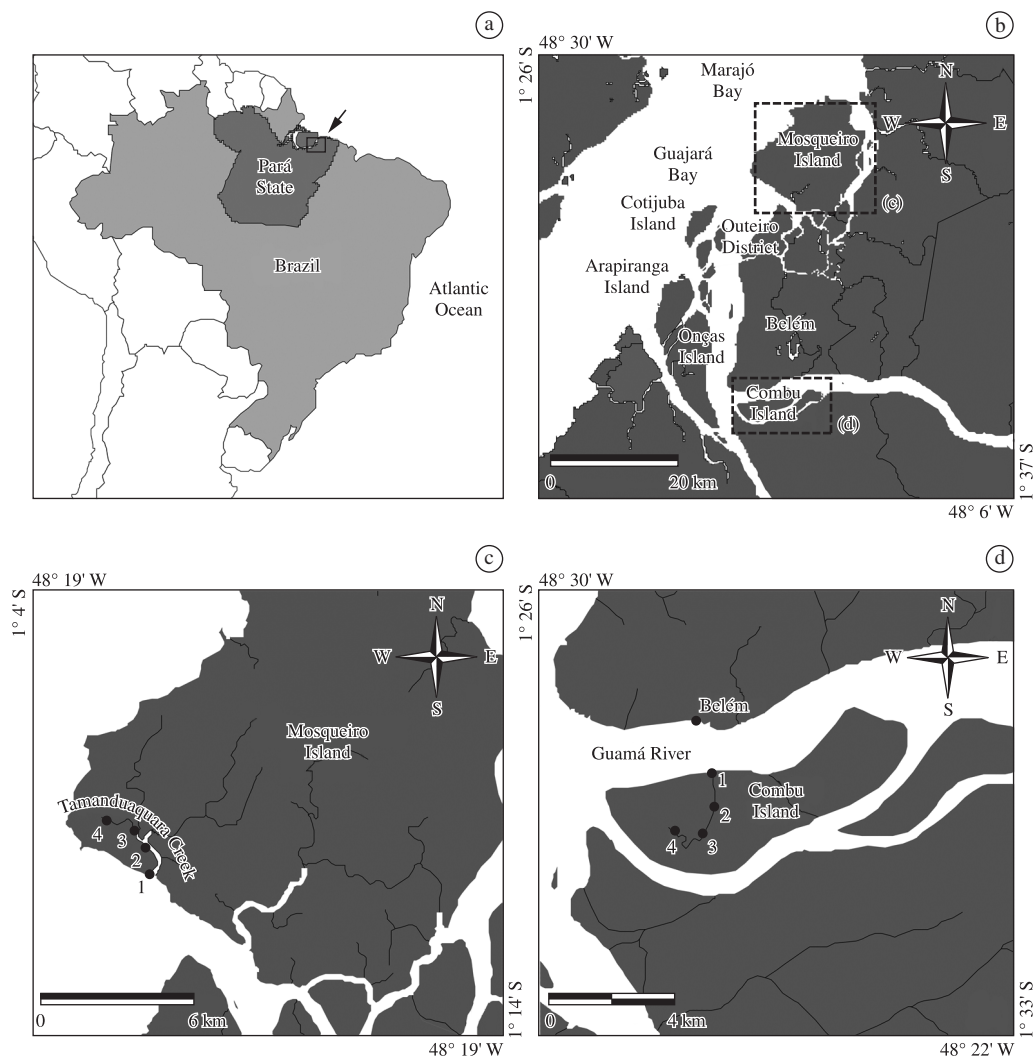 a
Pará
State
Brazil
Atlantic
Ocean
b
48° 30' W
1° 26' S
Marajó
Bay
N
W
E
S
Mosqueiro
Island
(c)
Guajará
Bay
Cotijuba
Island
Outeiro
District
Arapiranga
Island
Onças
Island
Belém
Combu
Island
(d)
0
20 km
1° 37' S
48° 6' W
c
48° 19' W
1° 4' S
N
W
E
S
Mosqueiro
Island
Tamanduaquara Creek
4
3
2
1
0
6 km
1° 14' S
48° 19' W
d
48° 30' W
1° 26' S
N
W
E
S
Belém
Guamá River
1
Combu
Island
2
4
3
0
4 km
1° 33' S
48° 22' W